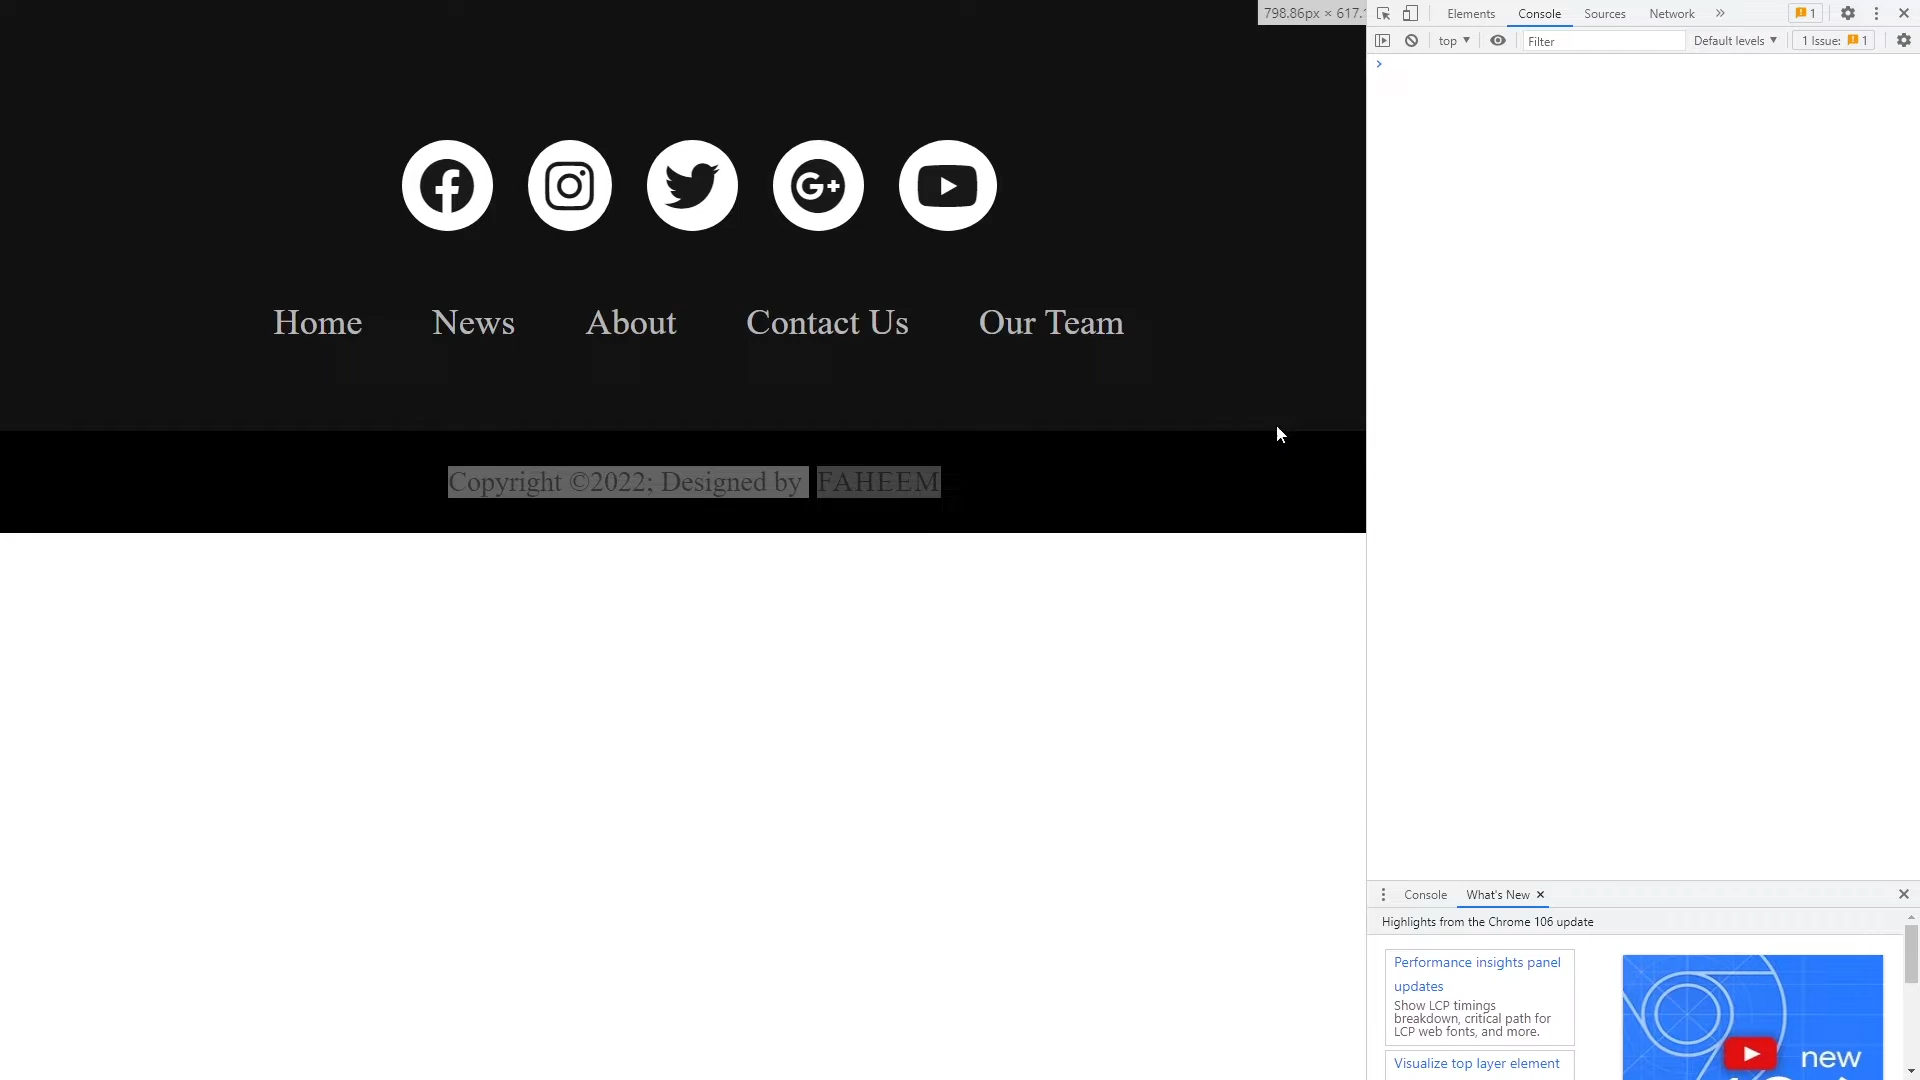 798.86px × 617.
Elements Console Sources Network » 1
top ▼ Filter Default levels ▼ 1 Issue: 1
Home News About Contact Us Our Team
Copyright ©2022; Designed by FAHEEM
Console What's New ×
Highlights from the Chrome 106 update
Performance insights panel
updates
Show LCP timings
breakdown, critical path for
LCP web fonts, and more.
Visualize top layer element
new